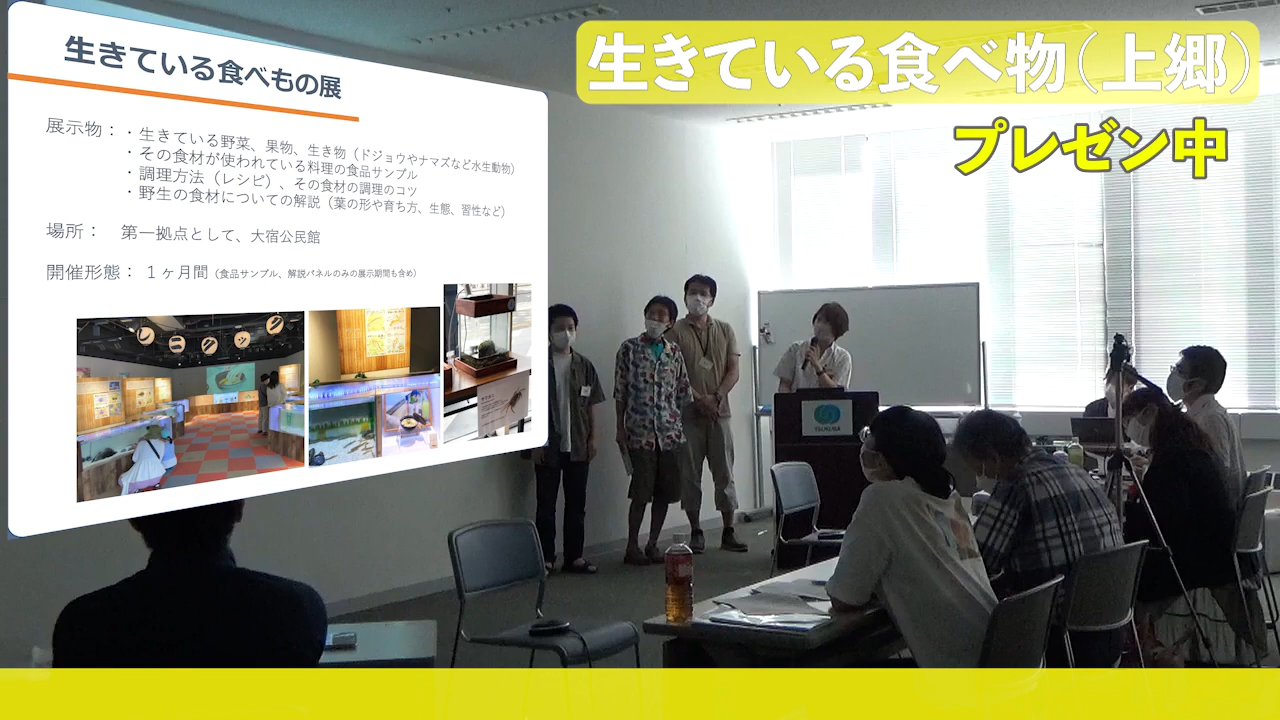 生きている食べもの展
展示物：・生きている野菜、果物、生き物（ドジョウやナマズなど水生動物）
・その食材が使われている料理の食品サンプル
・調理方法（レシピ）、その食材の調理のコツ
・野生の食材についての解説（葉の形や育ち方、生態、習性など）
場所：　第一拠点として、大宿公民館
開催形態：１ヶ月間（食品サンプル、解説パネルのみの展示期間も含む）
生きている食べ物（上郷）
プレゼン中
TSUKUBA